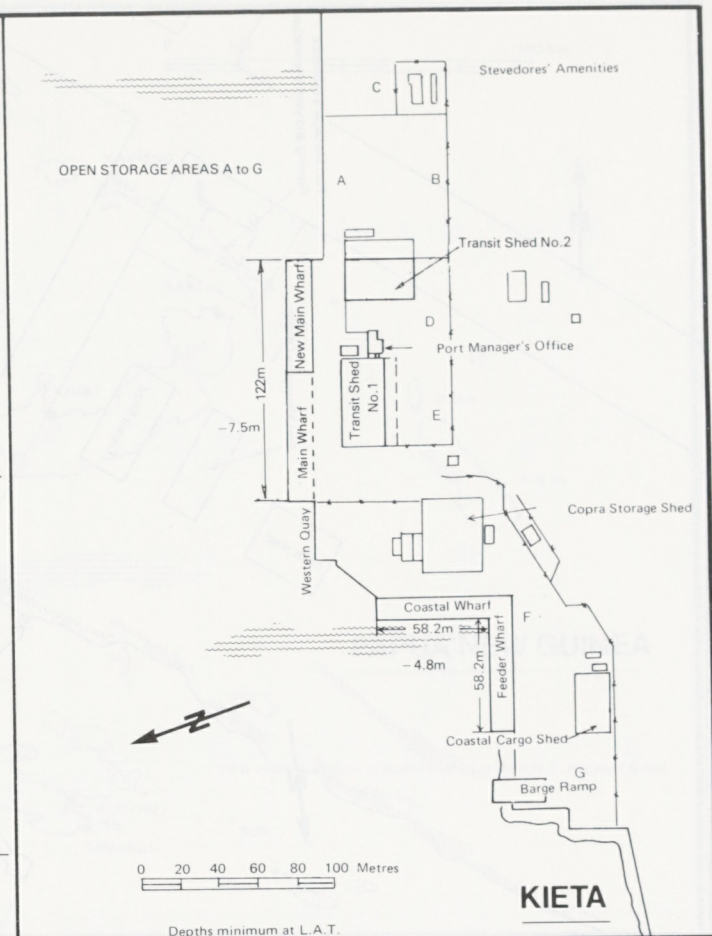 Stevedores' Amenities
C
OPEN STORAGE AREAS A to G
A
B
Transit Shed No.2
New Main Wharf
D
Port Manager's Office
122m
Transit Shed
No.1
−7.5m
Main Wharf
E
Western Quay
Copra Storage Shed
Coastal Wharf
F
58.2m
−4.8m
58.2m
Feeder Wharf
Coastal Cargo Shed
G
Barge Ramp
N
0 20 40 60 80 100 Metres
KIETA
Depths minimum at L.A.T.